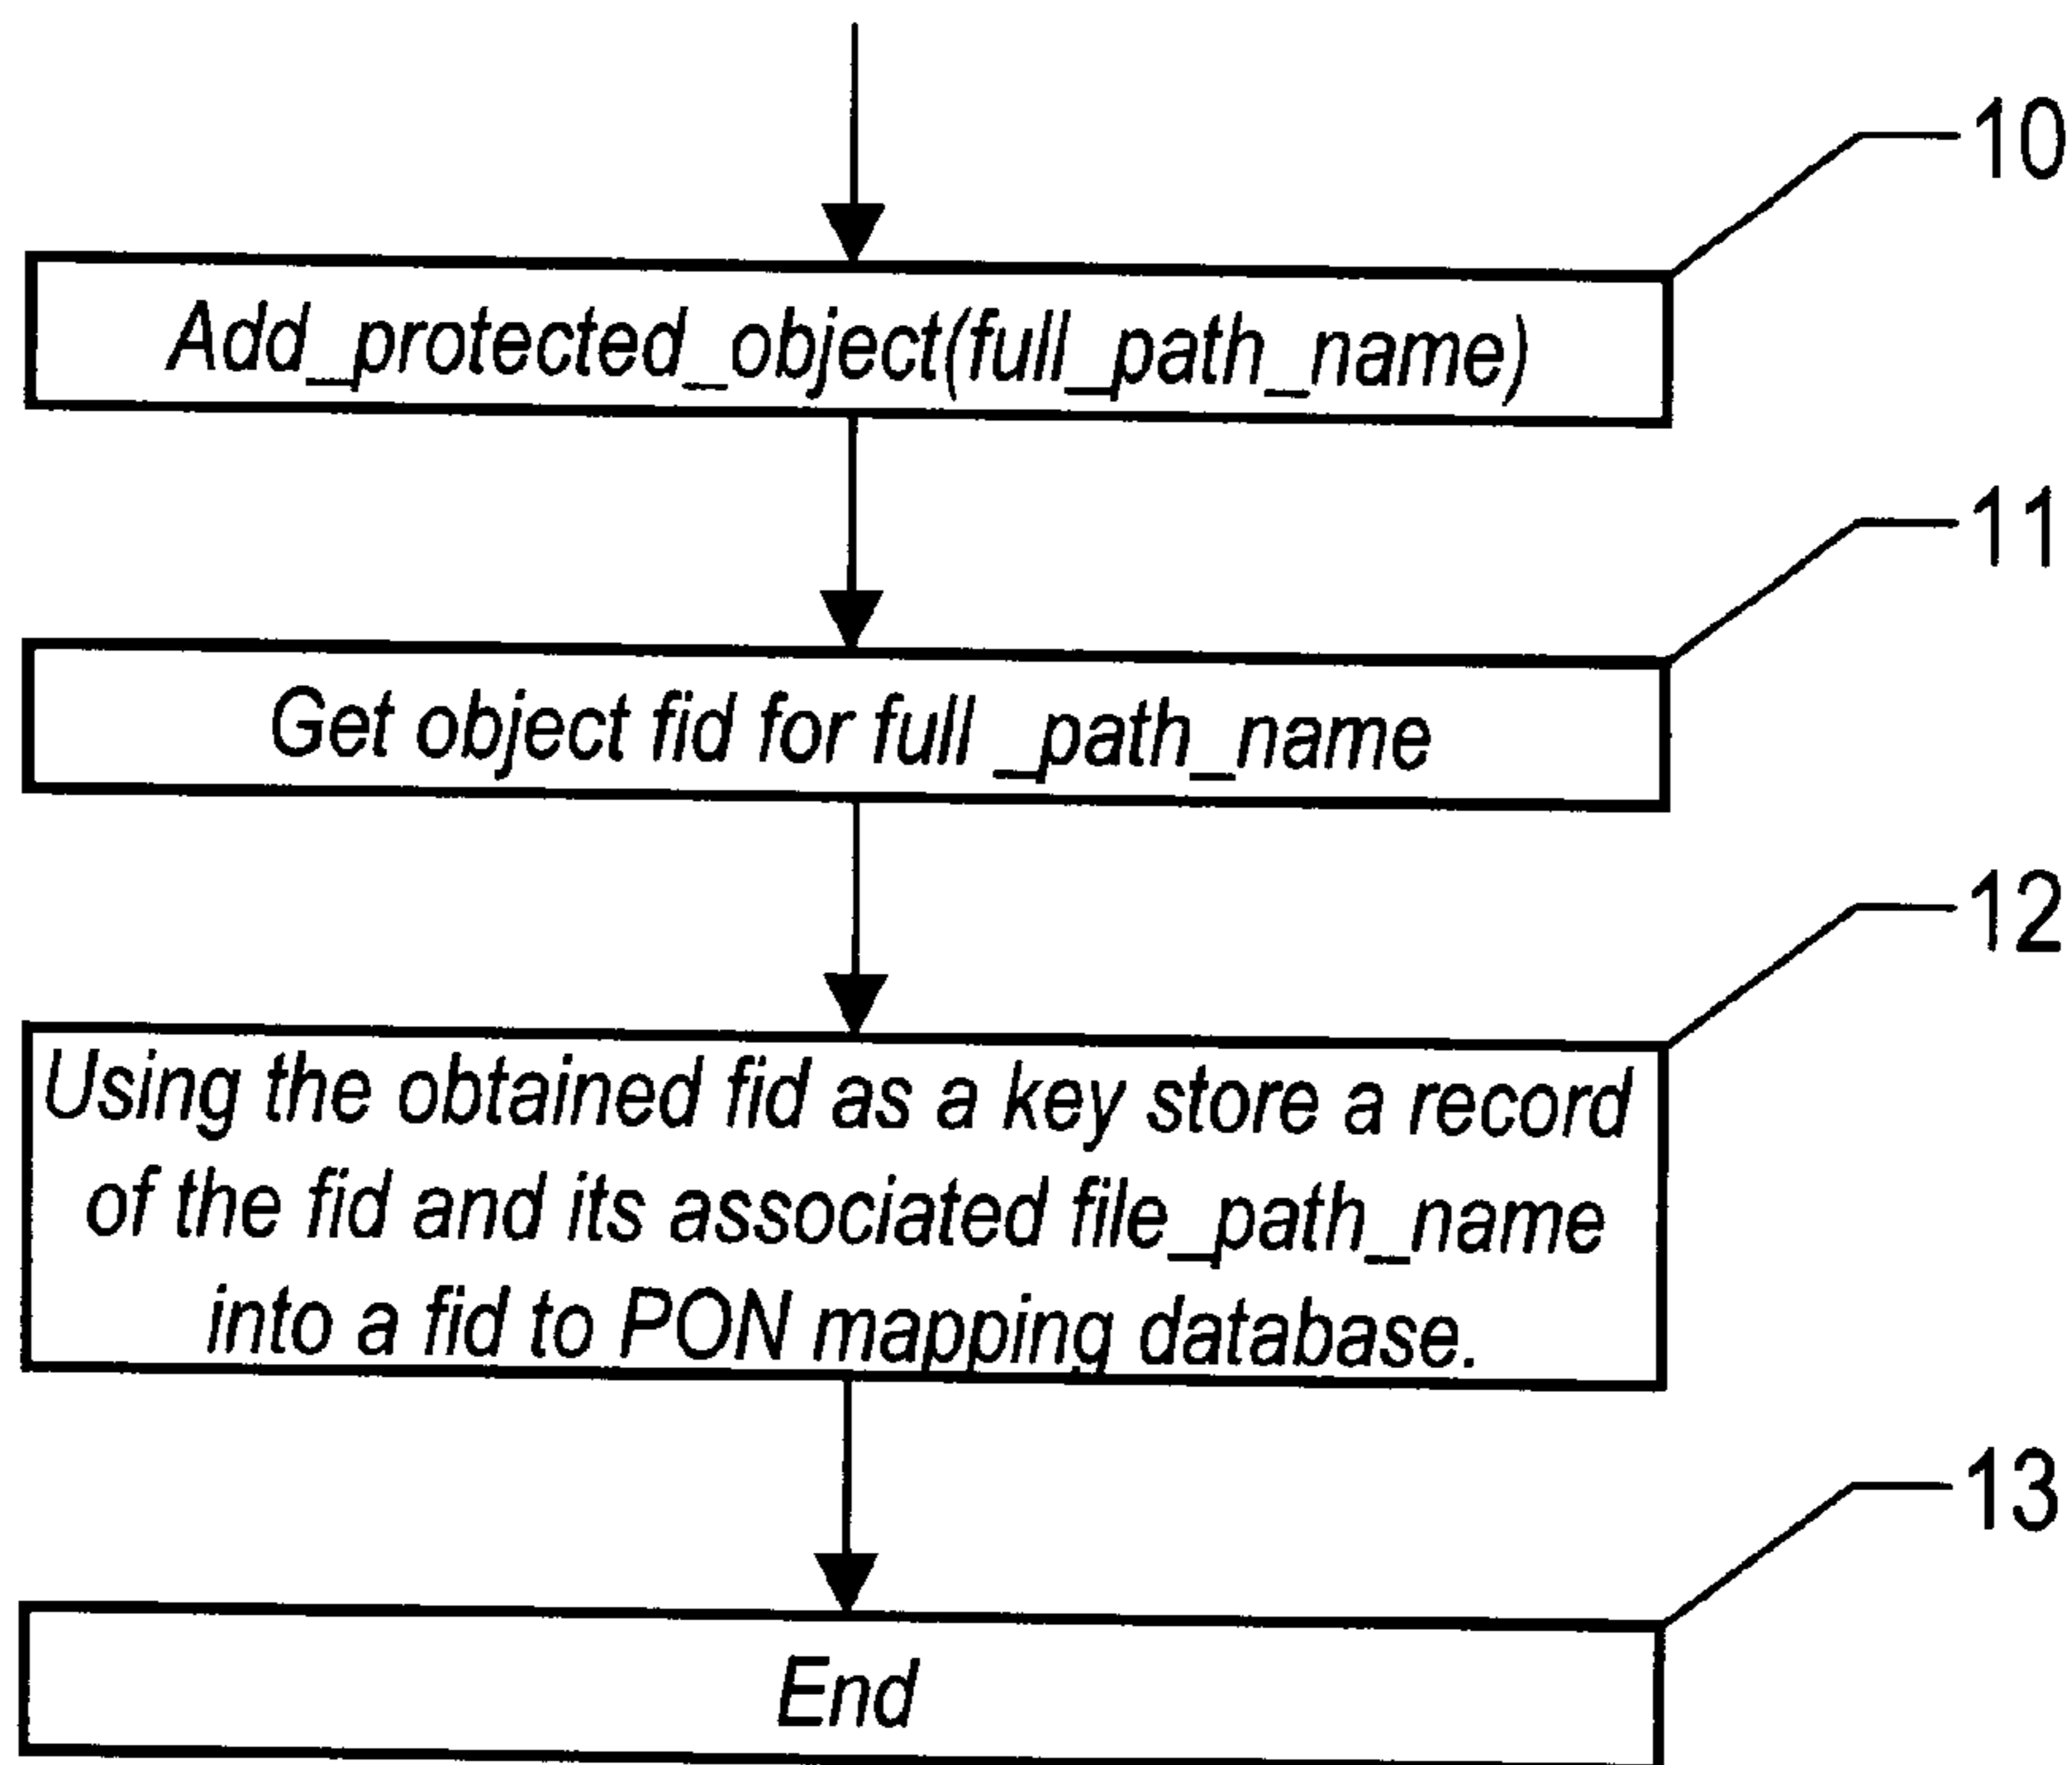 10
Add_protected_object(full_path_name)
11
Get object fid for full _path_name
12
Using the obtained fid as a key store a record
of the fid and its associated file_path_name
into a fid to PON mapping database.
13
End